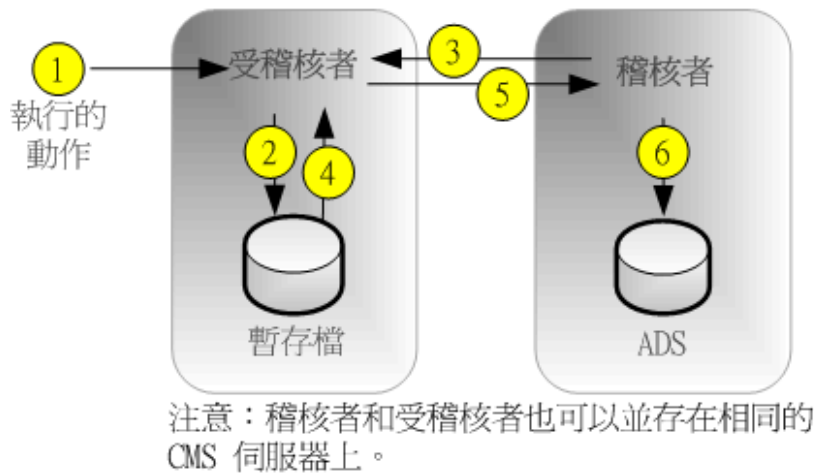 1
執行的
動作
受稽核者
3
5
稽核者
2
4
6
暫存檔
ADS
注意：稽核者和受稽核者也可以並存在相同的
CMS 伺服器上。